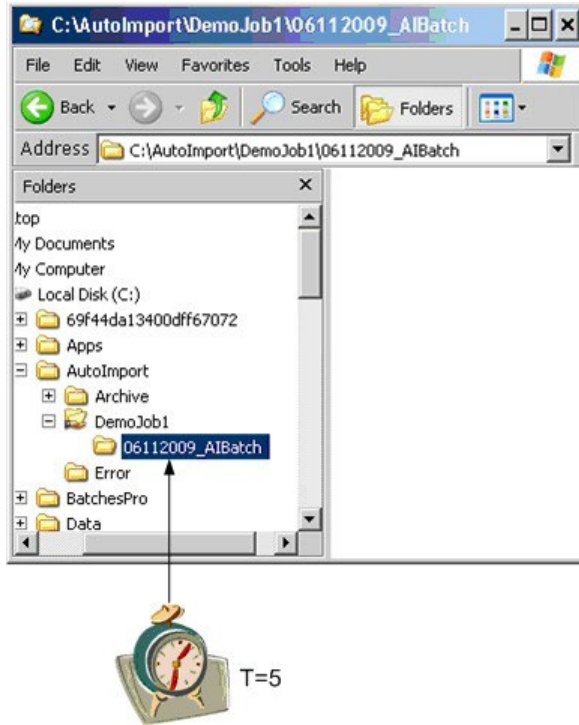 C:\AutoImport\DemoJob1\06112009_AIBatch
File Edit View Favorites Tools Help
Back Search Folders
Address C:\AutoImport\DemoJob1\06112009_AIBatch
Folders
top
My Documents
My Computer
Local Disk (C:)
69f44da13400dff67072
Apps
AutoImport
Archive
DemoJob1
06112009_AIBatch
Error
BatchesPro
Data
T=5